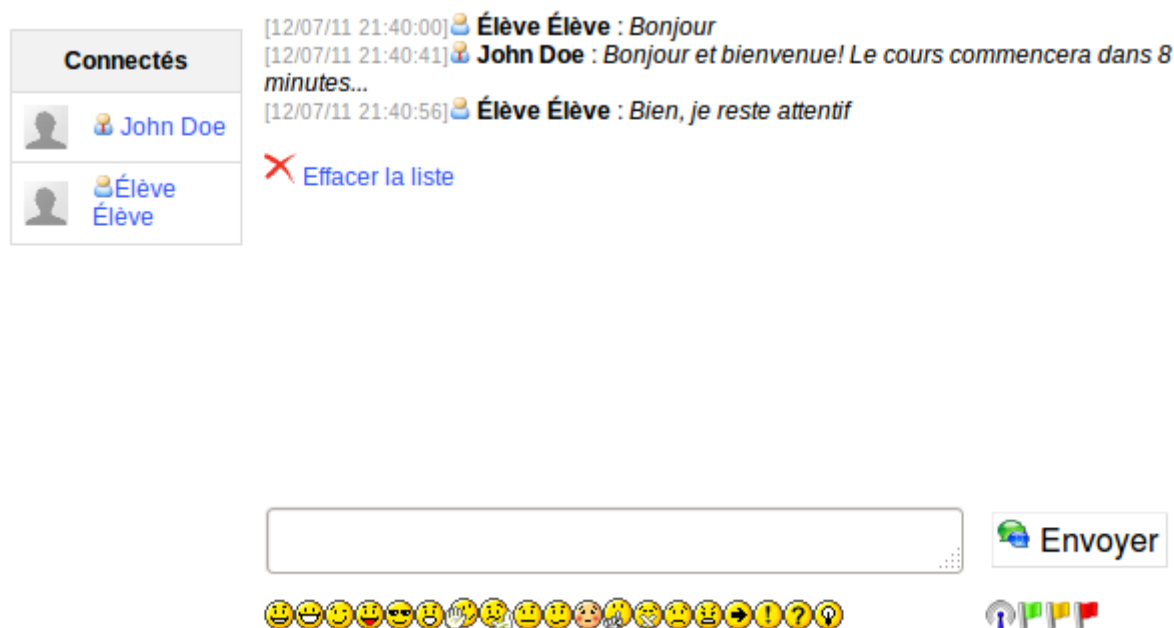 Connectés
John Doe
Élève
Élève
[12/07/11 21:40:00] Élève Élève : Bonjour
[12/07/11 21:40:41] John Doe : Bonjour et bienvenue! Le cours commencera dans 8
minutes...
[12/07/11 21:40:56] Élève Élève : Bien, je reste attentif
Effacer la liste
Envoyer